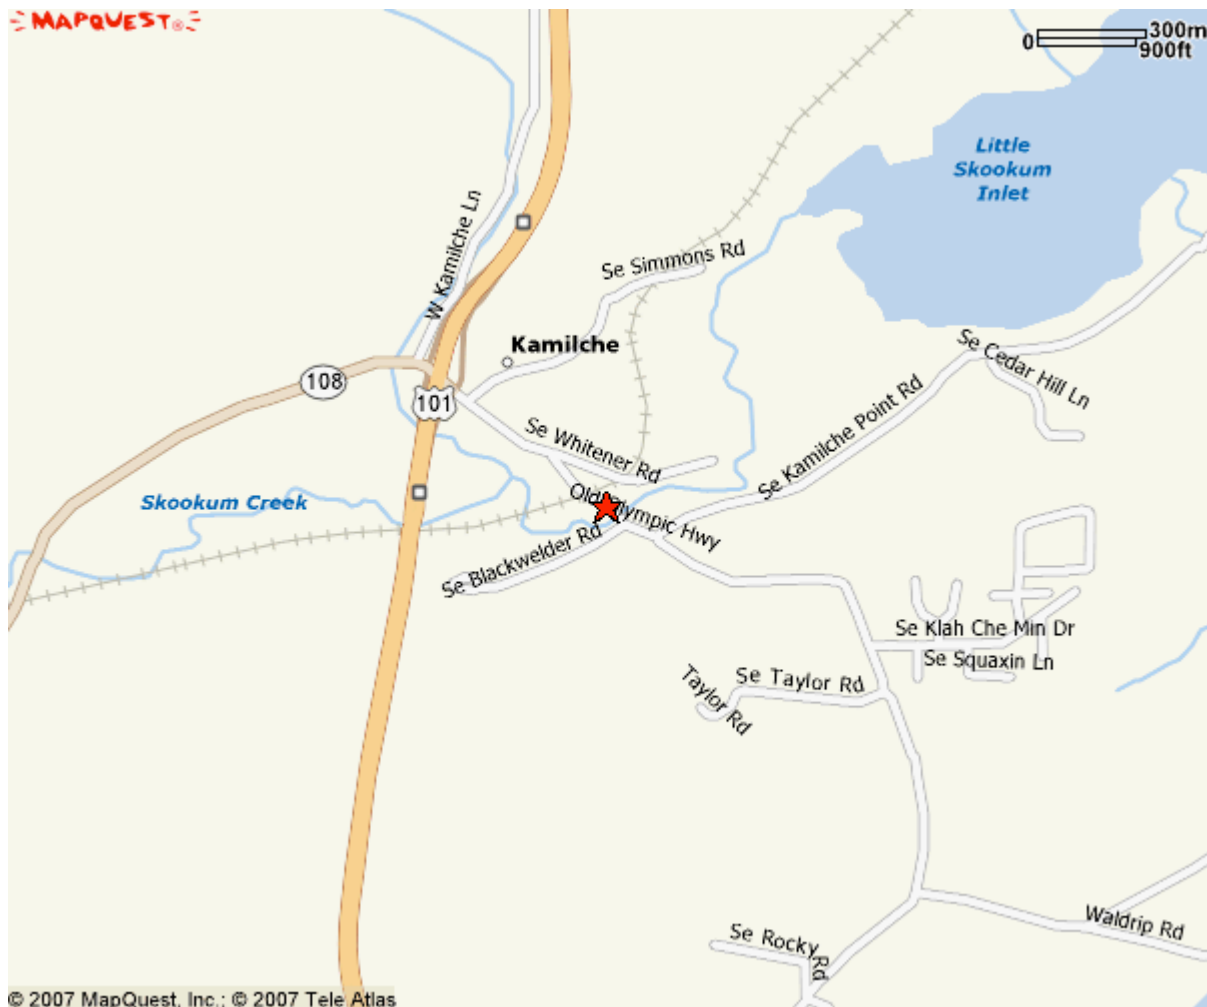 MAPQUEST®
0 300m
900ft
Little
Skookum
Inlet
W Kamilche Ln
Se Simmons Rd
Kamilche
108
101
Se Cedar Hill Ln
Se Kamilche Point Rd
Se Whitener Rd
Skookum Creek
Old Olympic Hwy
Se Blackwelder Rd
Se Klah Che Min Dr
Se Squaxin Ln
Se Taylor Rd
Taylor Rd
Waldrip Rd
Se Rocky Rd
© 2007 MapQuest, Inc.; © 2007 Tele Atlas